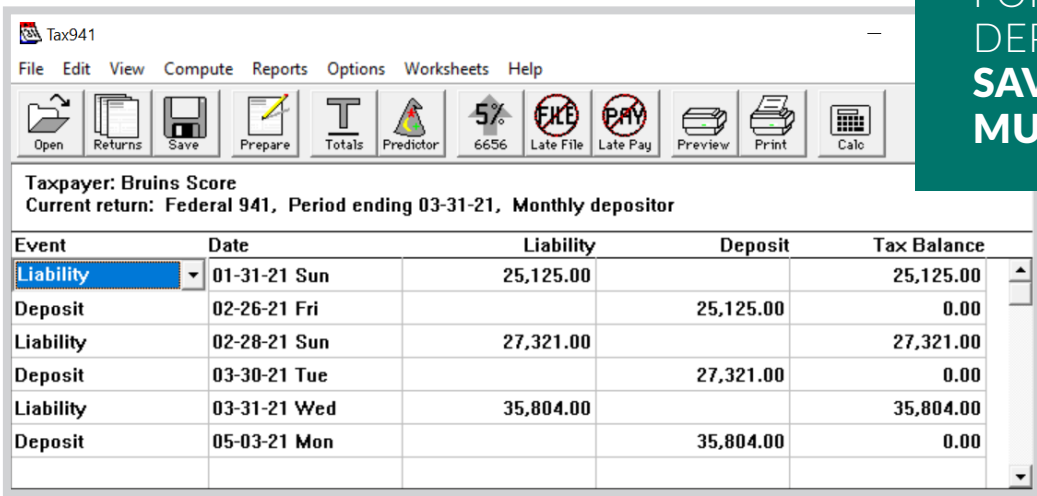 Tax941
File Edit View Compute Reports Options Worksheets Help
Open Returns Save Prepare Totals Predictor 5% 6656 FILE Late File PAY Late Pay Preview Print Calc
Taxpayer: Bruins Score
Current return: Federal 941, Period ending 03-31-21, Monthly depositor
Event Date Liability Deposit Tax Balance
Liability 01-31-21 Sun 25,125.00 25,125.00
Deposit 02-26-21 Fri 25,125.00 0.00
Liability 02-28-21 Sun 27,321.00 27,321.00
Deposit 03-30-21 Tue 27,321.00 0.00
Liability 03-31-21 Wed 35,804.00 35,804.00
Deposit 05-03-21 Mon 35,804.00 0.00